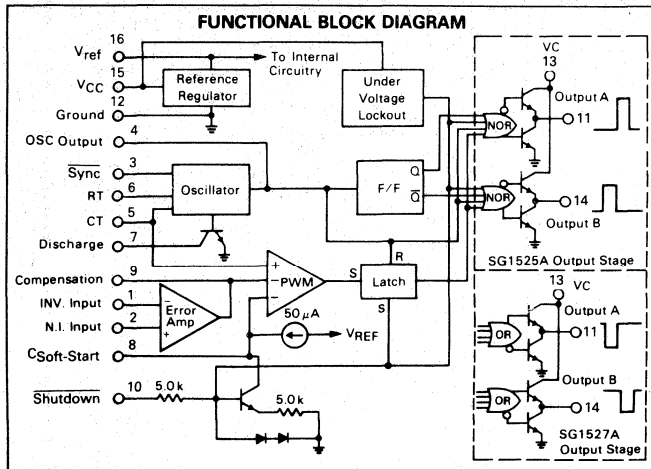 FUNCTIONAL BLOCK DIAGRAM
16
Vref
To Internal
Circuitry
15
VCC
Reference
Regulator
Under
Voltage
Lockout
12
Ground
4
OSC Output
3
Sync
6
RT
5
CT
7
Discharge
Oscillator
F/F
Q
Q
9
Compensation
1
INV. Input
2
N.I. Input
8
CSoft-Start
Error
Amp
−
+
+
−
−
PWM
S
R
Latch
S
50 μA
VREF
10
Shutdown
5.0 k
5.0 k
VC
13
Output A
NOR
11
NOR
14
Output B
SG1525A Output Stage
13
VC
Output A
OR
11
Output B
OR
14
SG1527A
Output Stage